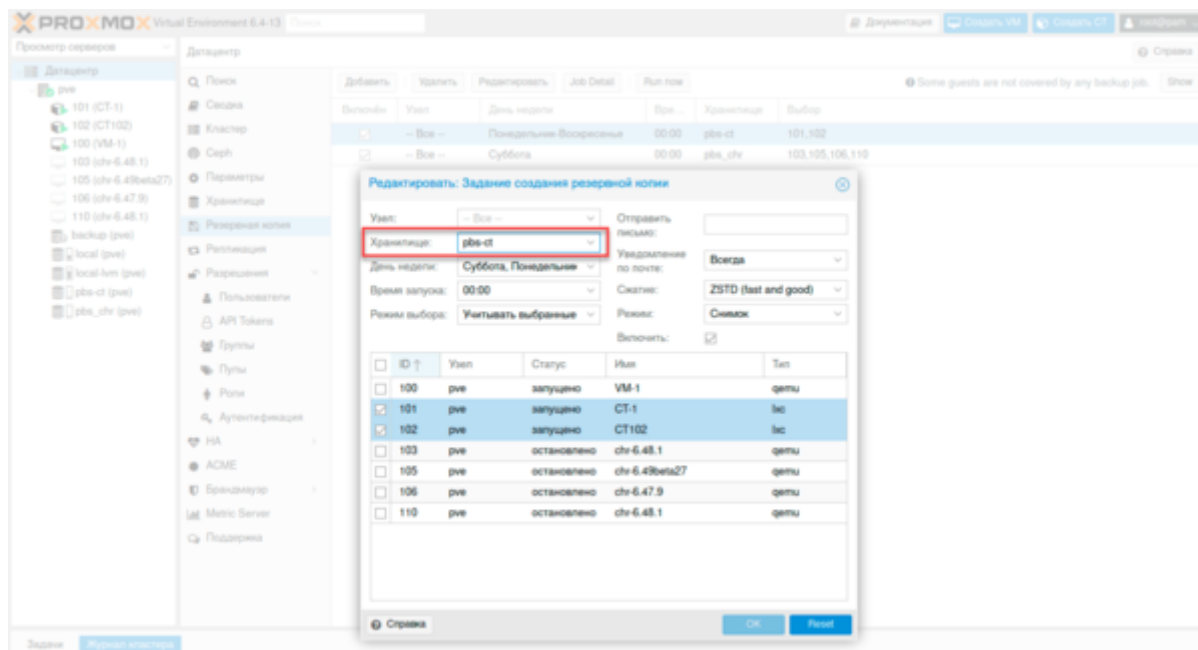 PROXMOX Virtual Environment 6.4-13 Поиск
Документация Создать VM Создать CT root@pam
Просмотр серверов
Датацентр
pve
101 (CT-1)
102 (CT102)
100 (VM-1)
103 (chr-6.48.1)
105 (chr-6.49beta27)
106 (chr-6.47.9)
110 (chr-6.48.1)
backup (pve)
local (pve)
local-lvm (pve)
pbs-ct (pve)
pbs_chr (pve)
Датацентр
Справка
Поиск
Сводка
Кластер
Ceph
Параметры
Хранилище
Резервная копия
Репликация
Разрешения
Пользователи
API Tokens
Группы
Пулы
Роли
Аутентификация
HA
ACME
Брандмауэр
Metric Server
Поддержка
Добавить Удалить Редактировать Job Detail Run now
Some guests are not covered by any backup job. Show
Включён Узел День недели Вре... Хранилище Выбор
-- Все -- Понедельник-Воскресенье 00:00 pbs-ct 101,102
-- Все -- Суббота 00:00 pbs_chr 103,105,106,110
Редактировать: Задание создания резервной копии
Узел: -- Все --
Хранилище: pbs-ct
День недели: Суббота, Понедельник
Время запуска: 00:00
Режим выбора: Учитывать выбранные
Отправить письмо:
Уведомление по почте: Всегда
Сжатие: ZSTD (fast and good)
Режим: Снимок
Включить:
ID ↑ Узел Статус Имя Тип
100 pve запущено VM-1 qemu
101 pve запущено CT-1 lxc
102 pve запущено CT102 lxc
103 pve остановлено chr-6.48.1 qemu
105 pve остановлено chr-6.49beta27 qemu
106 pve остановлено chr-6.47.9 qemu
110 pve остановлено chr-6.48.1 qemu
Справка OK Reset
Задачи Журнал кластера